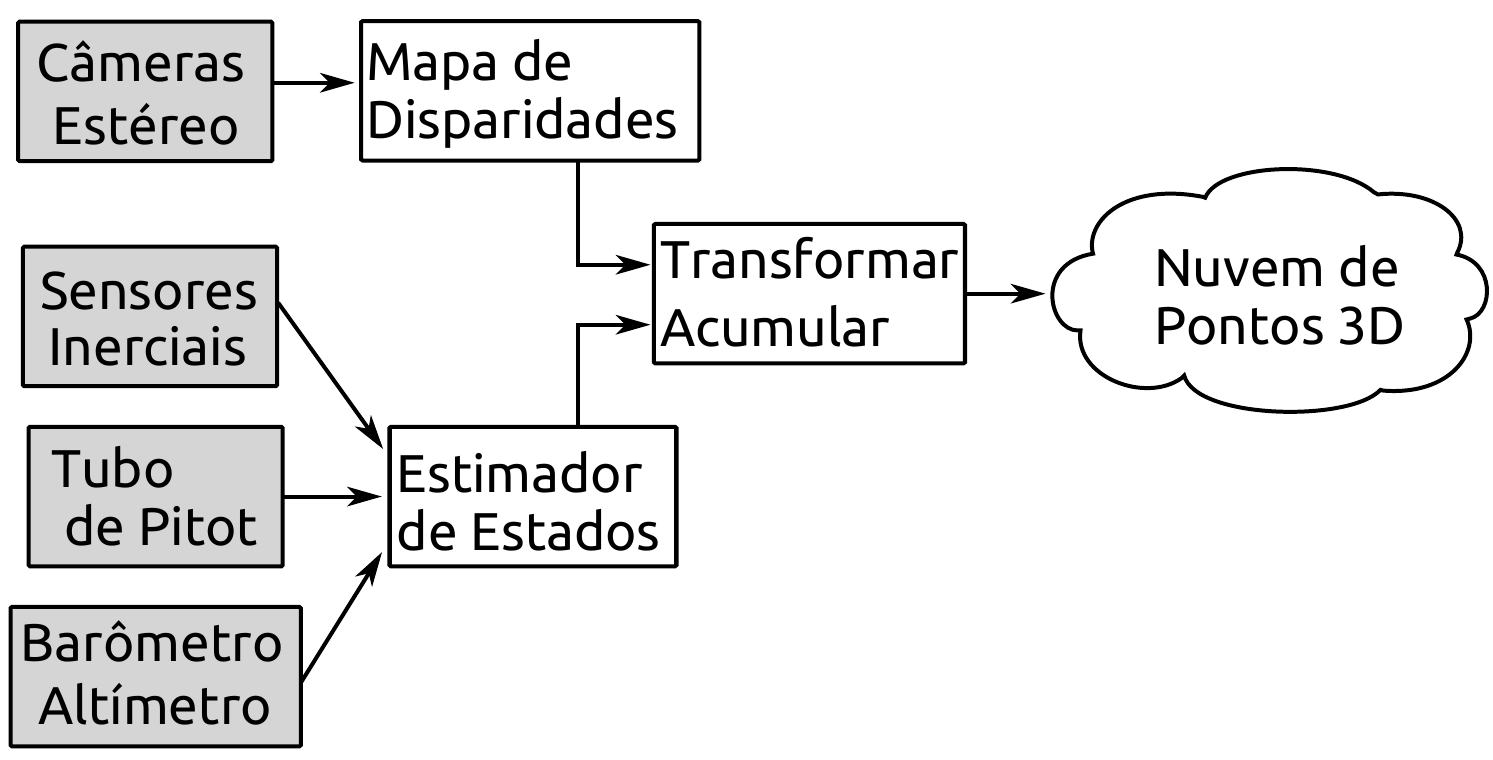 Câmeras
Estéreo
Mapa de
Disparidades
Sensores
Inerciais
Tubo
de Pitot
Barômetro
Altímetro
Estimador
de Estados
Transformar
Acumular
Nuvem de
Pontos 3D